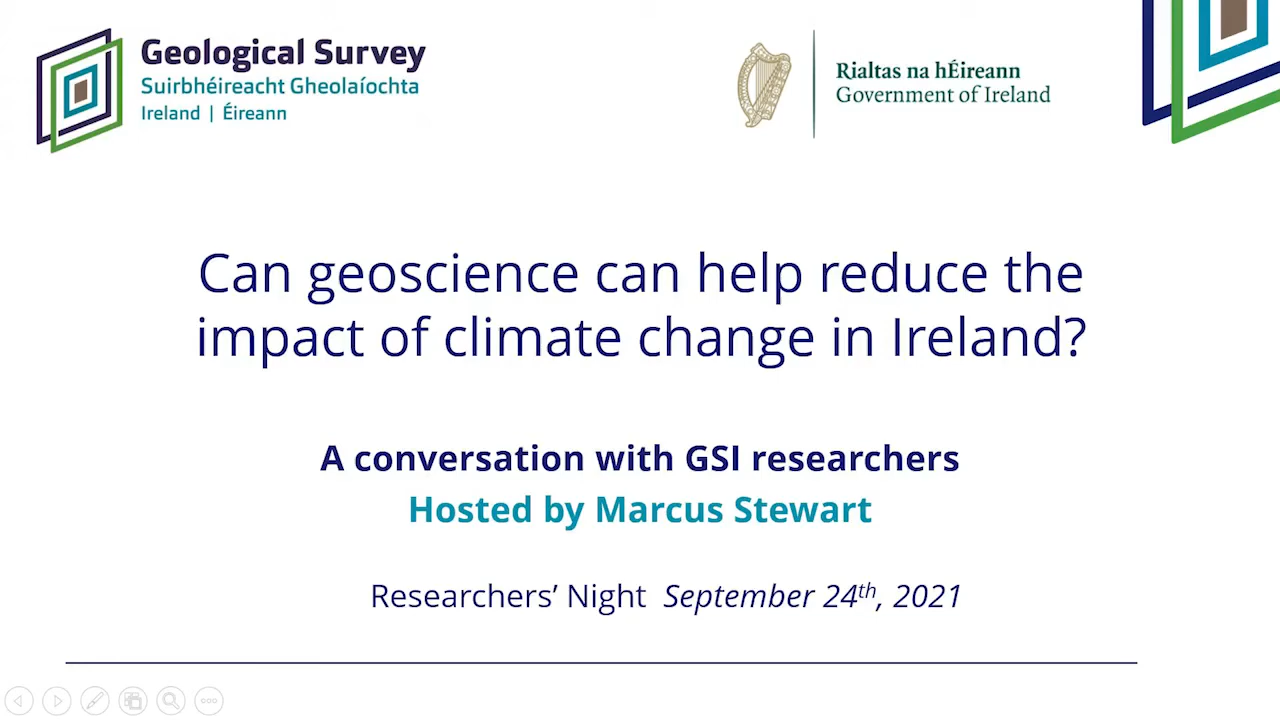 Geological Survey
Suirbhéireacht Gheolaíochta
Ireland | Éireann
Rialtas na hÉireann
Government of Ireland
Can geoscience can help reduce the
impact of climate change in Ireland?
A conversation with GSI researchers
Hosted by Marcus Stewart
Researchers’ Night September 24th, 2021